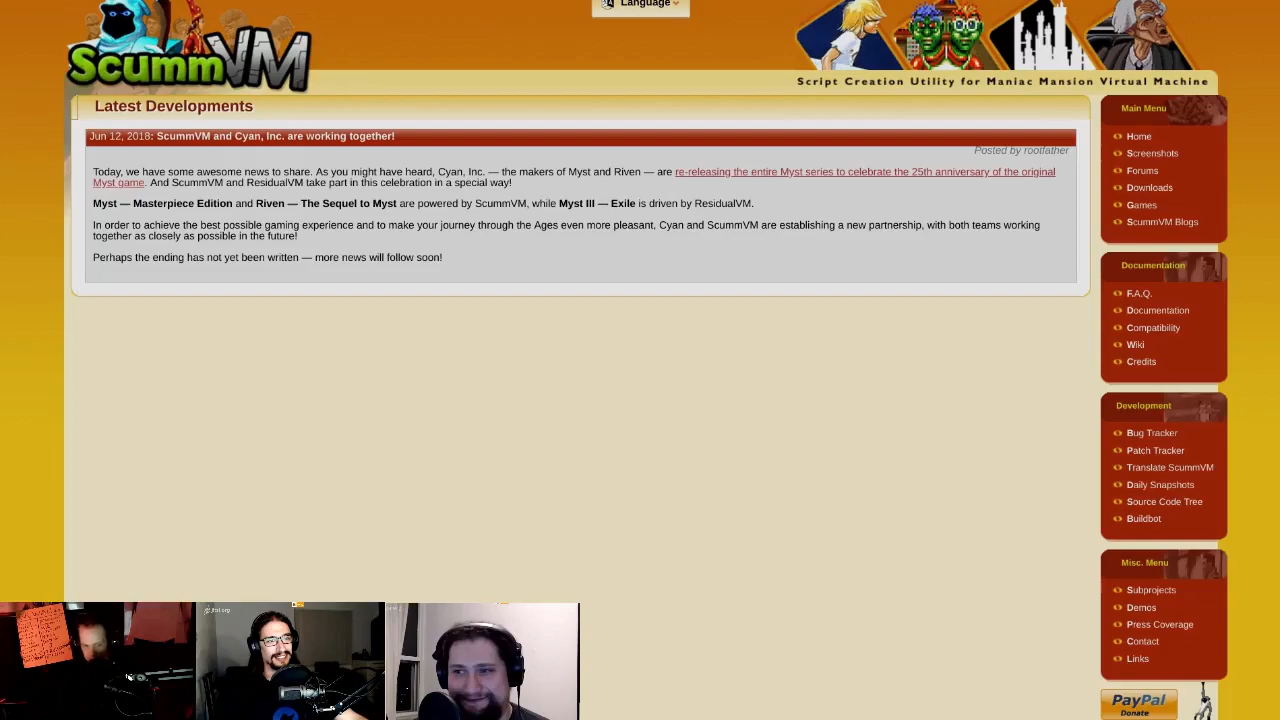 Language
ScummVM
Script Creation Utility for Maniac Mansion Virtual Machine
Latest Developments
Jun 12, 2018: ScummVM and Cyan, Inc. are working together!
Posted by rootfather
Today, we have some awesome news to share. As you might have heard, Cyan, Inc. — the makers of Myst and Riven — are re-releasing the entire Myst series to celebrate the 25th anniversary of the original
Myst game. And ScummVM and ResidualVM take part in this celebration in a special way!
Myst — Masterpiece Edition and Riven — The Sequel to Myst are powered by ScummVM, while Myst III — Exile is driven by ResidualVM.
In order to achieve the best possible gaming experience and to make your journey through the Ages even more pleasant, Cyan and ScummVM are establishing a new partnership, with both teams working
together as closely as possible in the future!
Perhaps the ending has not yet been written — more news will follow soon!
Main Menu
Home
Screenshots
Forums
Downloads
Games
ScummVM Blogs
Documentation
F.A.Q.
Documentation
Compatibility
Wiki
Credits
Development
Bug Tracker
Patch Tracker
Translate ScummVM
Daily Snapshots
Source Code Tree
Buildbot
Misc. Menu
Subprojects
Demos
Press Coverage
Contact
Links
PayPal
Donate